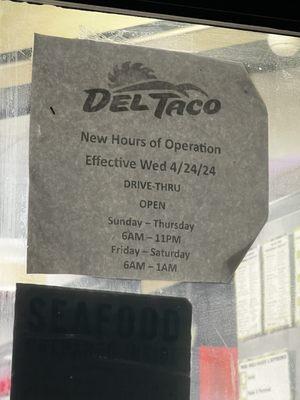 DEL TACO
New Hours of Operation
Effective Wed 4/24/24
DRIVE-THRU
OPEN
Sunday – Thursday
6AM – 11PM
Friday – Saturday
6AM – 1AM
SEAFOOD